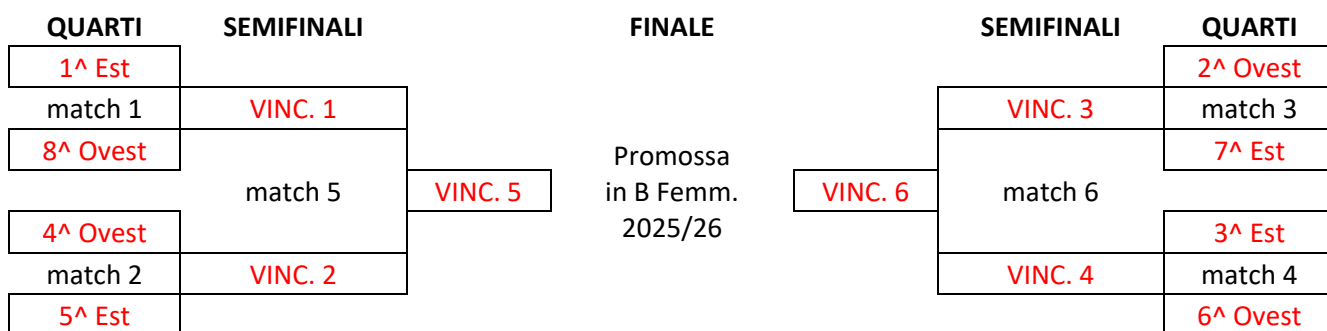 QUARTI SEMIFINALI FINALE SEMIFINALI QUARTI
1^ Est 2^ Ovest
match 1 VINC. 1 VINC. 3 match 3
8^ Ovest 7^ Est
Promossa
match 5 VINC. 5 in B Femm. VINC. 6 match 6
2025/26
4^ Ovest 3^ Est
match 2 VINC. 2 VINC. 4 match 4
5^ Est 6^ Ovest